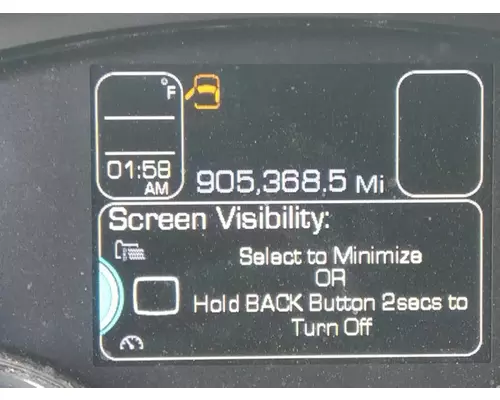 °F
01:58
AM
905,368.5 Mi
Screen Visibility:
Select to Minimize
OR
Hold BACK Button 2secs to
Turn Off